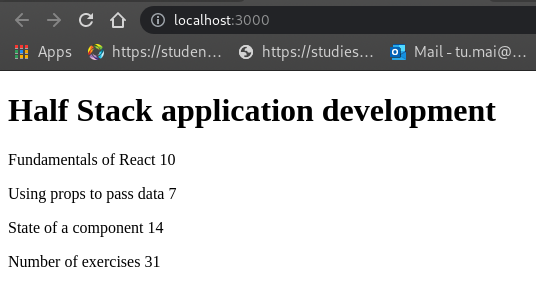 localhost:3000
Apps https://studen... https://studies... Mail - tu.mai@...
Half Stack application development
Fundamentals of React 10
Using props to pass data 7
State of a component 14
Number of exercises 31